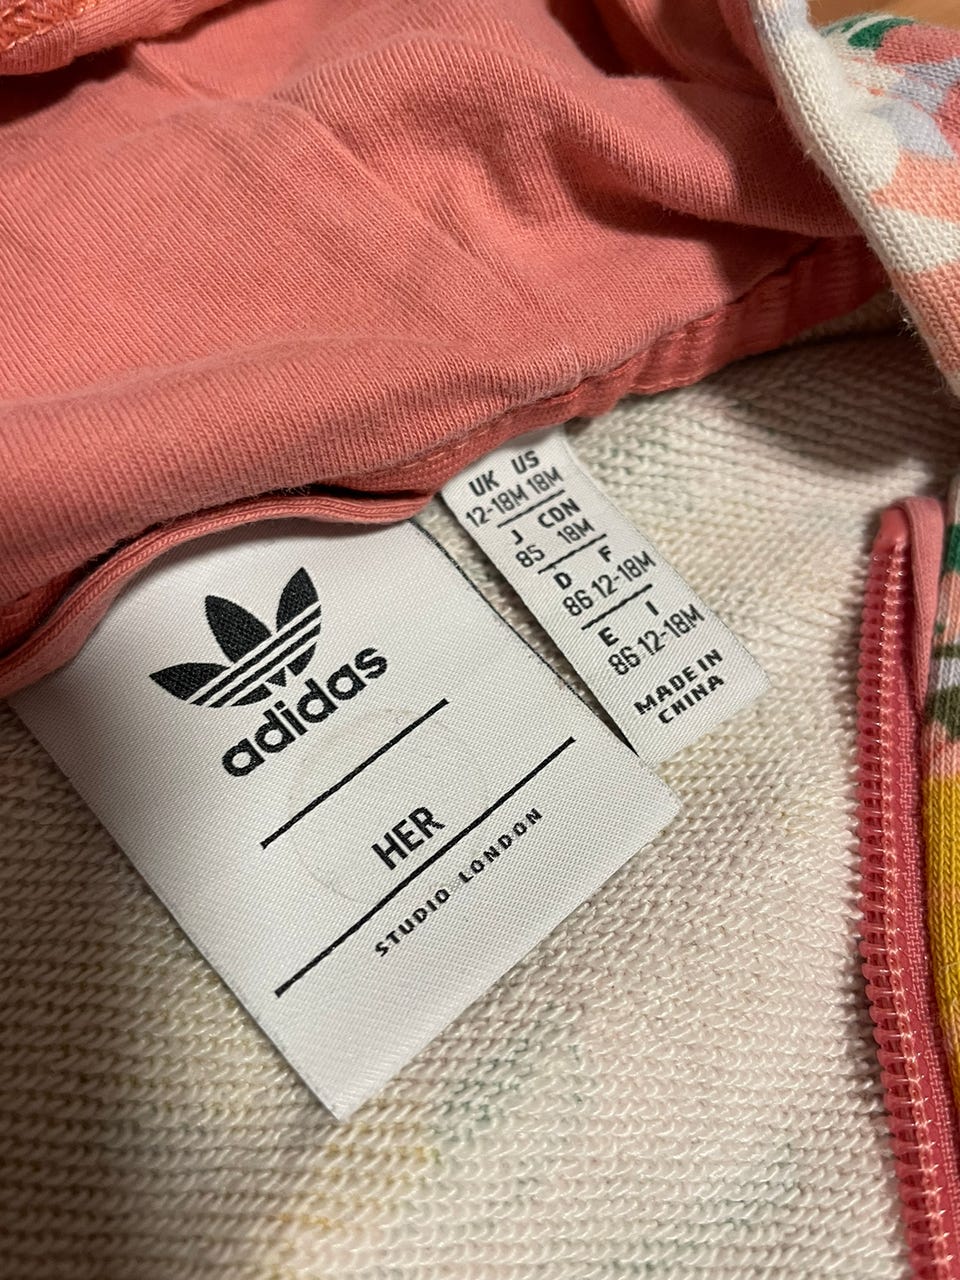 adidas
HER
STUDIO LONDON
UK US
12-18M 18M
J CDN
85 18M
D F
86 12-18M
E I
86 12-18M
MADE IN
CHINA